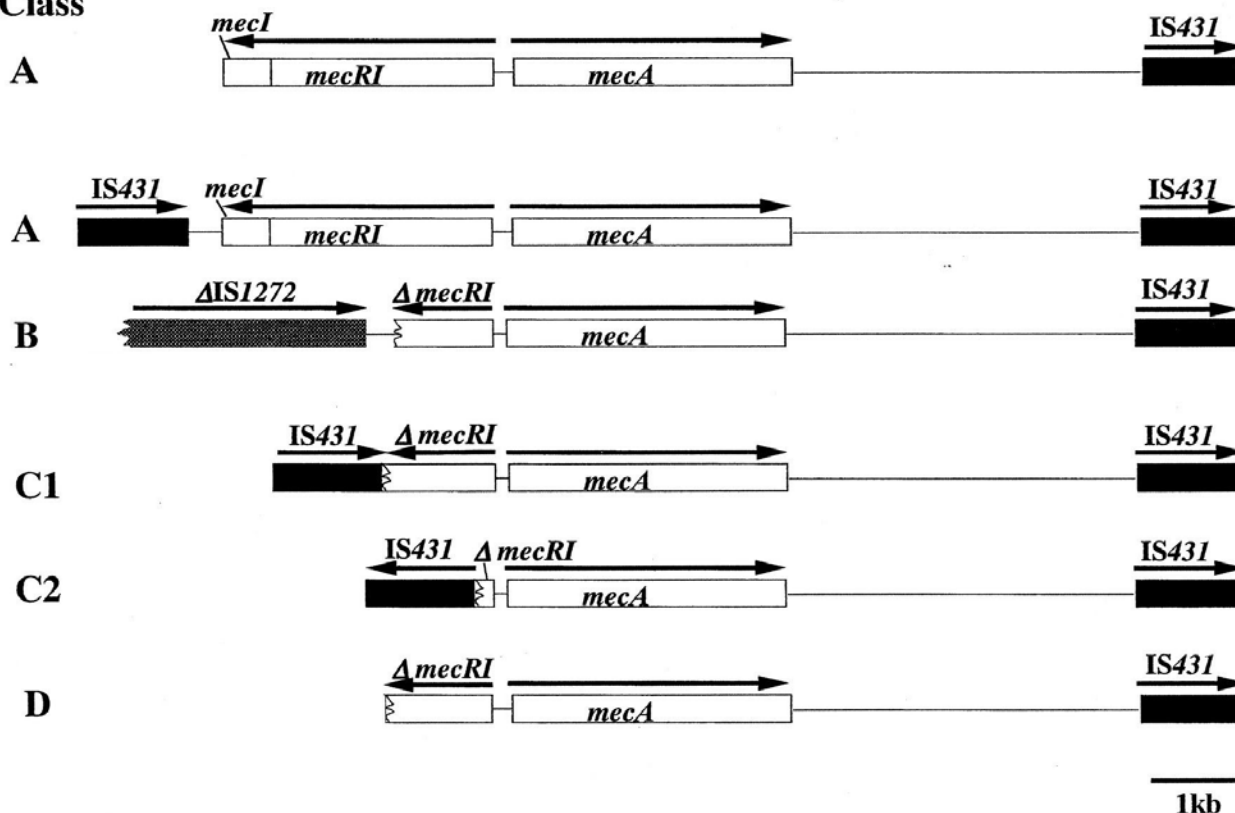 Class
mecI IS431
A mecRI mecA
IS431 mecI IS431
A mecRI mecA
ΔIS1272 ΔmecRI IS431
B mecA
IS431 ΔmecRI IS431
C1 mecA
IS431 ΔmecRI IS431
C2 mecA
ΔmecRI IS431
D mecA
1kb